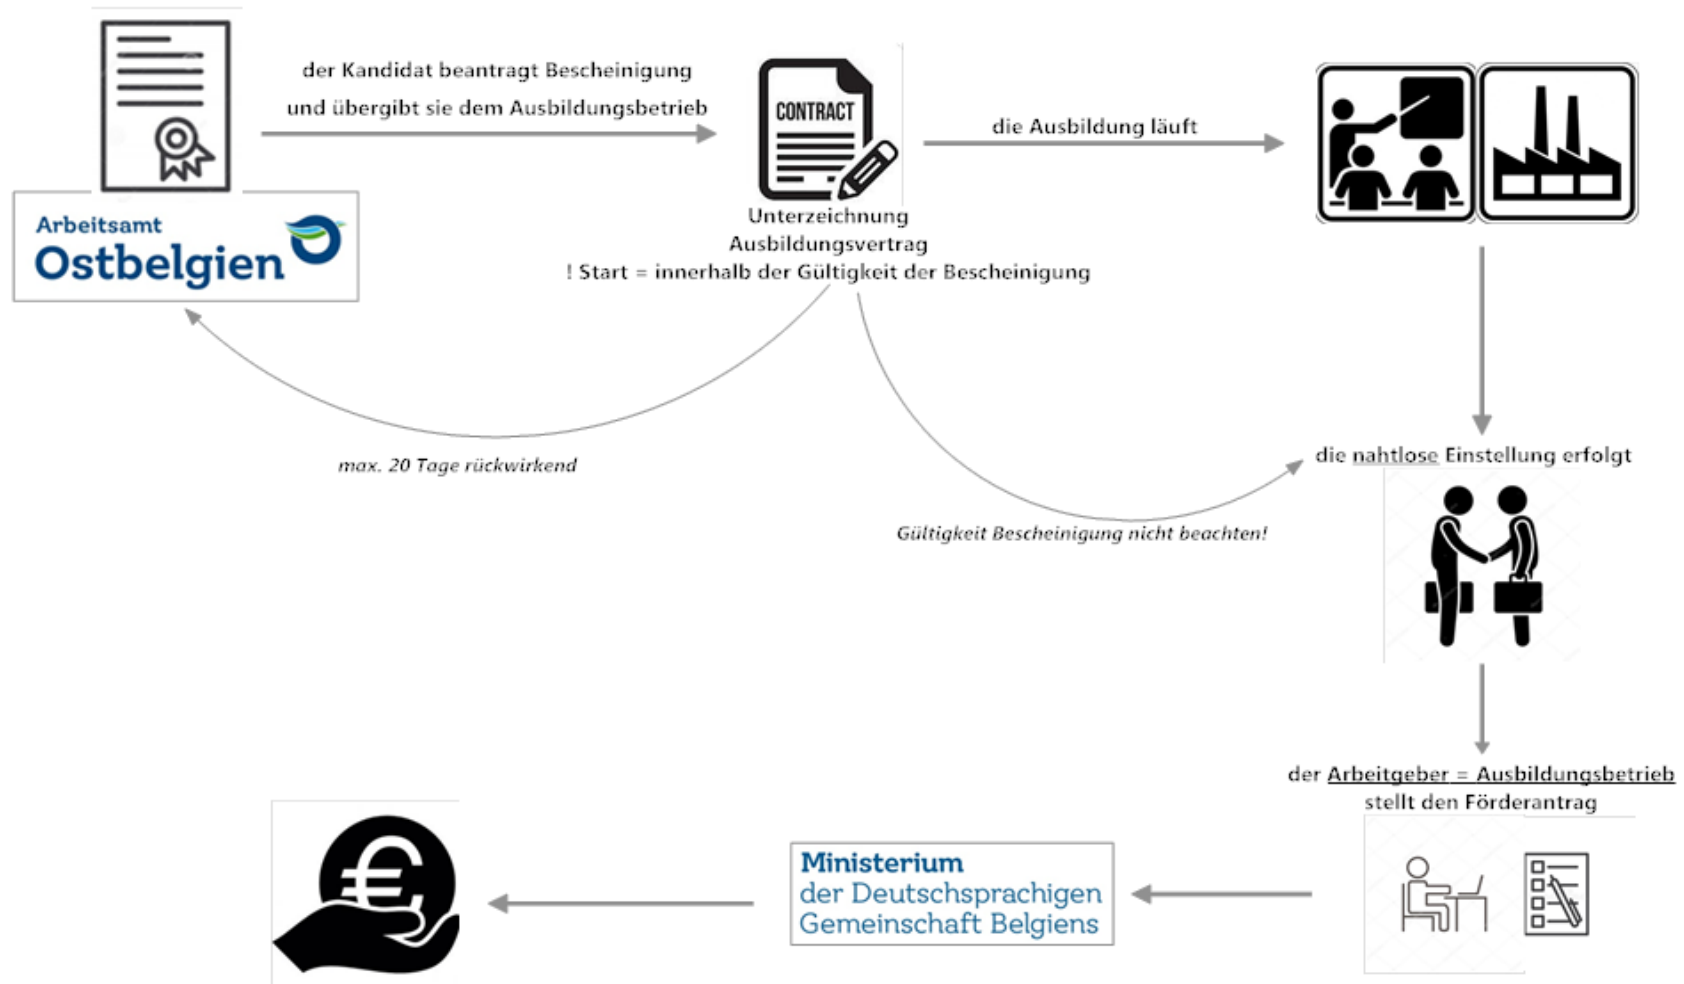 der Kandidat beantragt Bescheinigung
und übergibt sie dem Ausbildungsbetrieb
CONTRACT
die Ausbildung läuft
Arbeitsamt
Ostbelgien
Unterzeichnung
Ausbildungsvertrag
! Start = innerhalb der Gültigkeit der Bescheinigung
max. 20 Tage rückwirkend
die nahtlose Einstellung erfolgt
Gültigkeit Bescheinigung nicht beachten!
der Arbeitgeber = Ausbildungsbetrieb
stellt den Förderantrag
Ministerium
der Deutschsprachigen
Gemeinschaft Belgiens
€